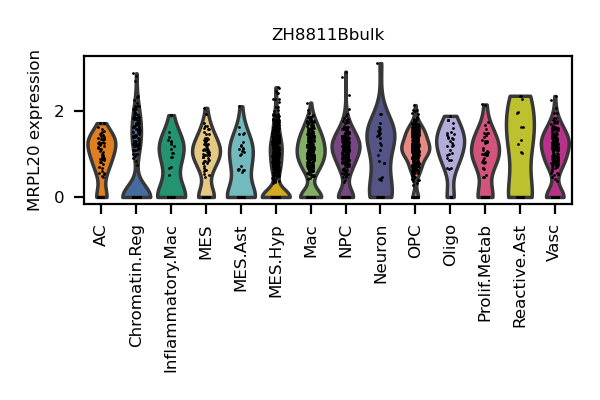 ZH8811Bbulk
MRPL20 expression
2
0
AC
Chromatin.Reg
Inflammatory.Mac
MES
MES.Ast
MES.Hyp
Mac
NPC
Neuron
OPC
Oligo
Prolif.Metab
Reactive.Ast
Vasc